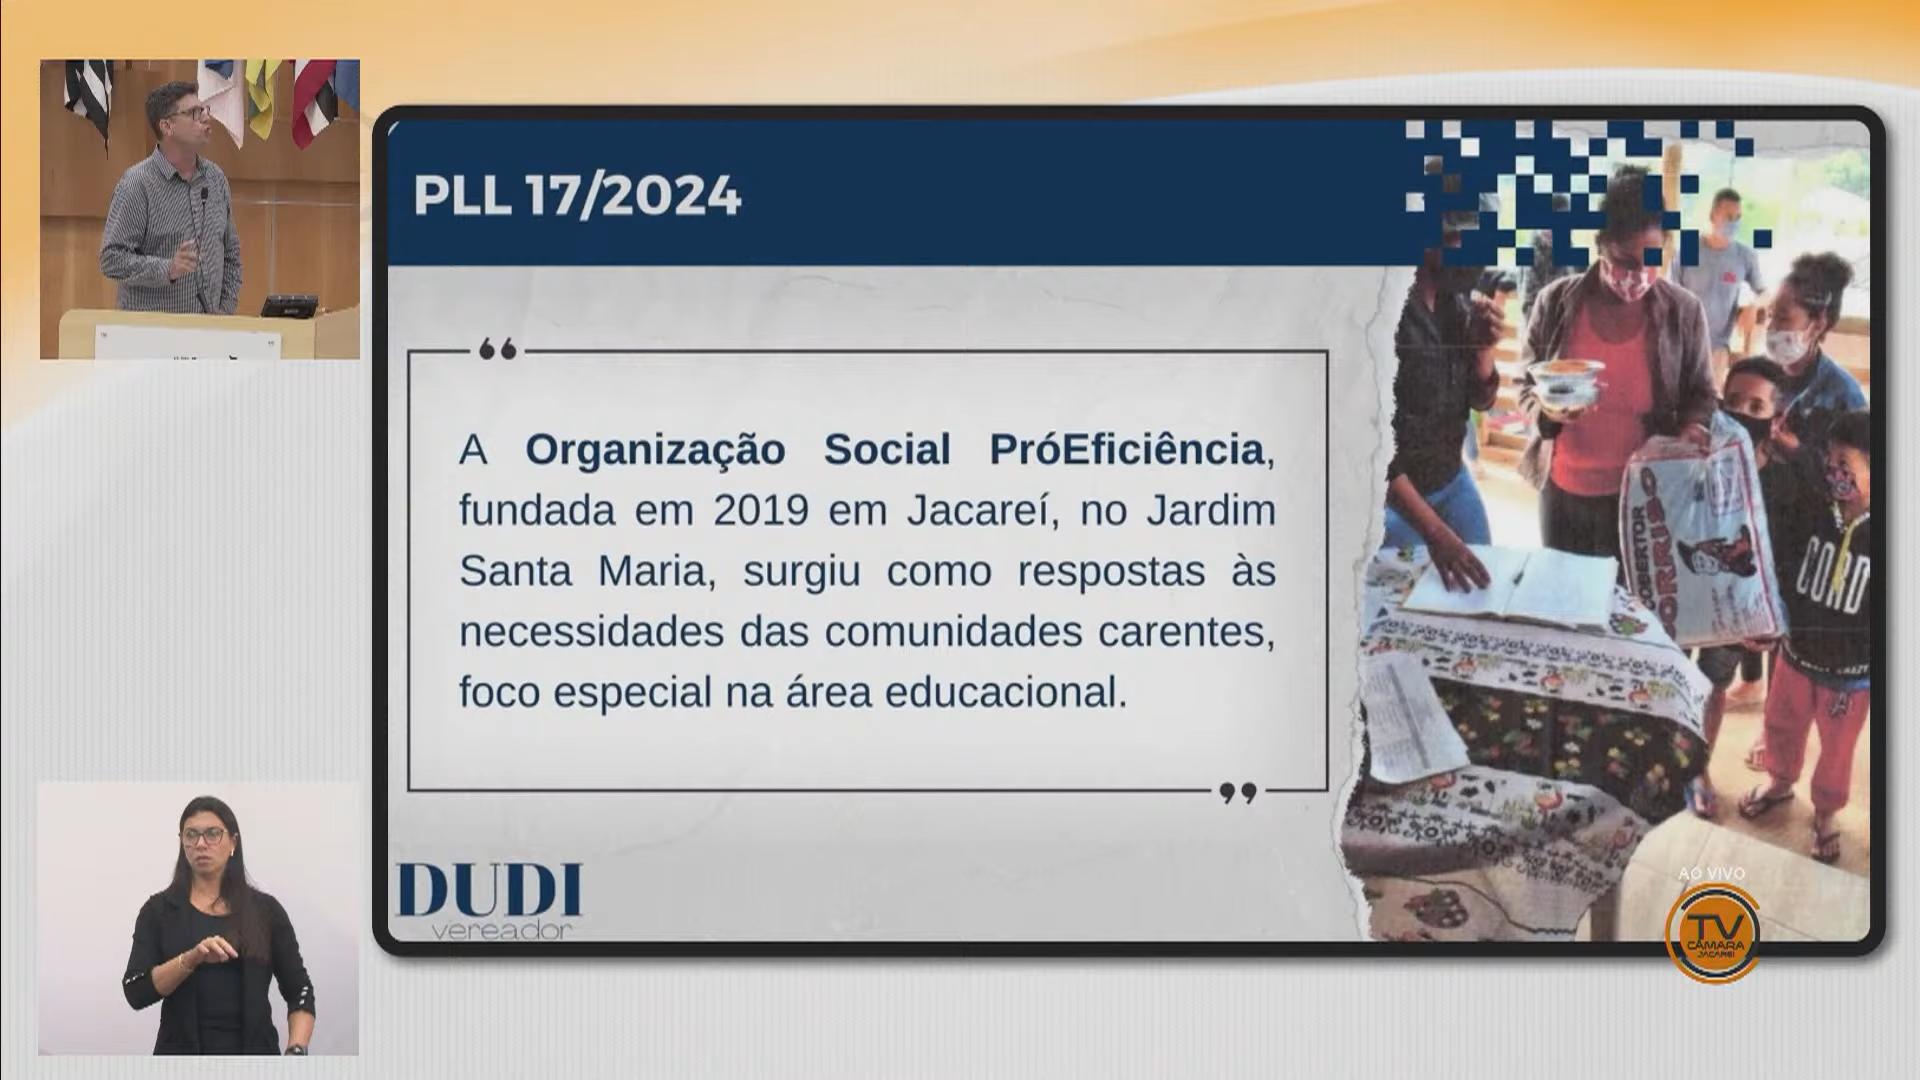 PLL 17/2024
“
A Organização Social PróEficiência,
fundada em 2019 em Jacareí, no Jardim
Santa Maria, surgiu como respostas às
necessidades das comunidades carentes,
foco especial na área educacional.
”
DUDI
vereador
COBERTOR
CORD
AO VIVO
TV
CÂMARA
JACAREÍ